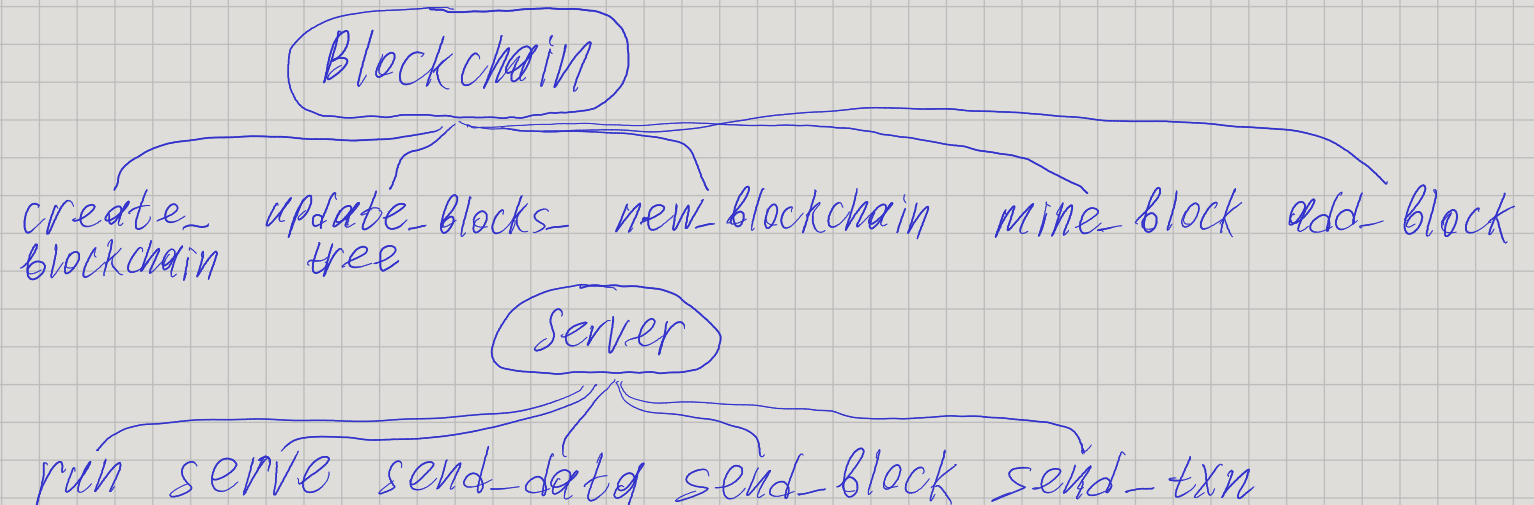 Blockchain
create_ update_blocks_ new_blockchain mine_block add_block
blockchain tree
Server
run serve send_data send_block send_txn